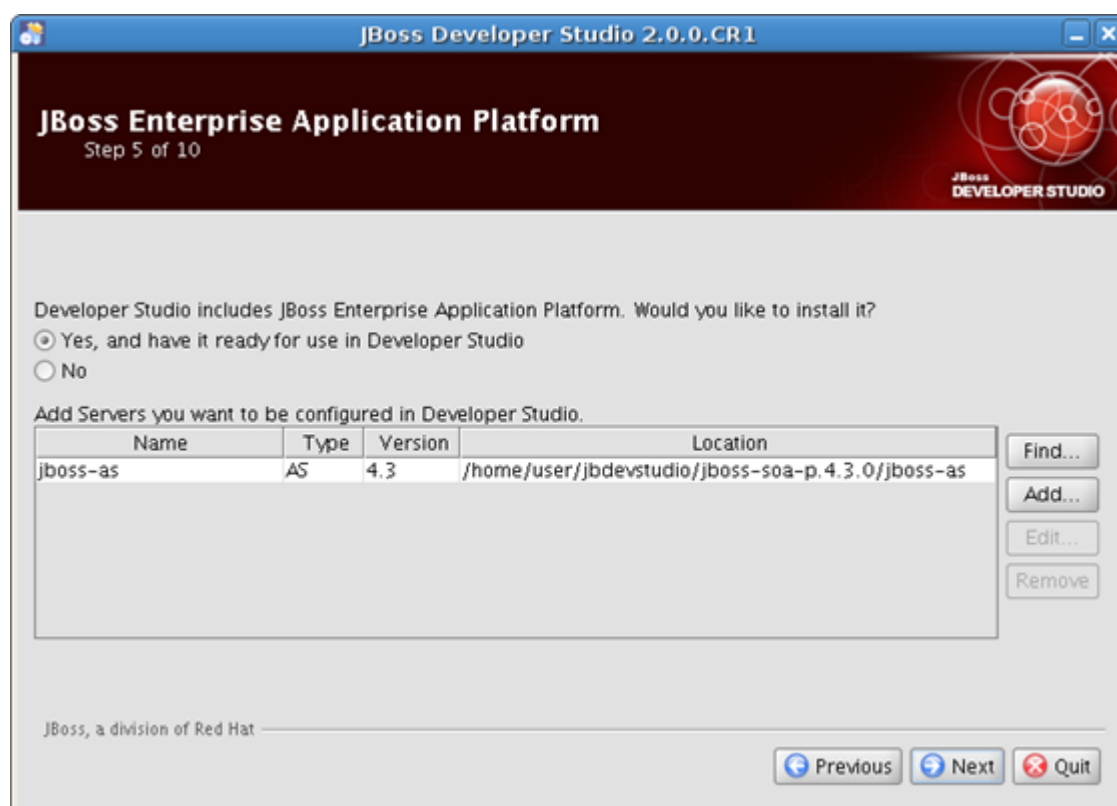 JBoss Developer Studio 2.0.0.CR1
JBoss Enterprise Application Platform
Step 5 of 10
JBoss
DEVELOPER STUDIO
Developer Studio includes JBoss Enterprise Application Platform. Would you like to install it?
Yes, and have it ready for use in Developer Studio
No
Add Servers you want to be configured in Developer Studio.
Name Type Version Location
jboss-as AS 4.3 /home/user/jbdevstudio/jboss-soa-p.4.3.0/jboss-as
Find...
Add...
Edit...
Remove
JBoss, a division of Red Hat
Previous Next Quit